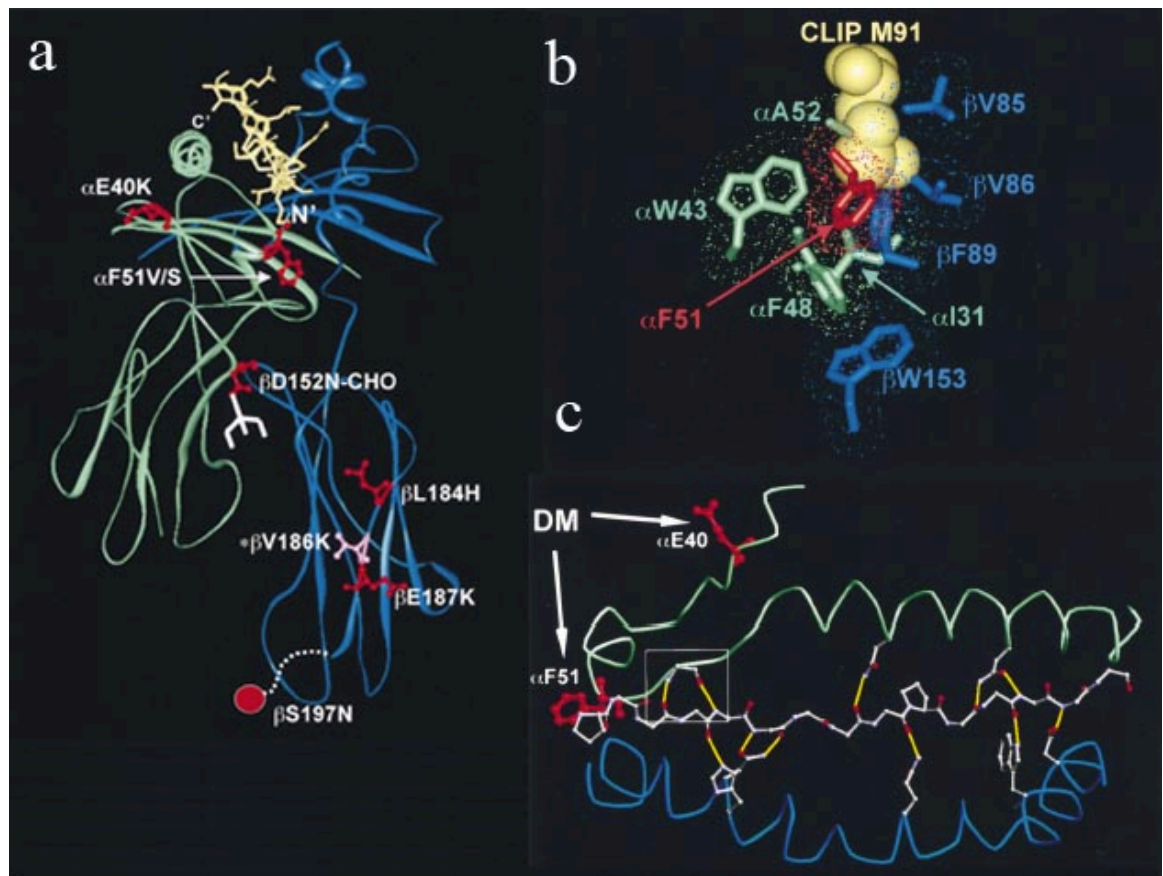 a
C'
αE40K
N'
αF51V/S
βD152N-CHO
βL184H
*βV186K
βE187K
βS197N
b
CLIP M91
αA52
βV85
αW43
βV86
βF89
αF51
αF48
αI31
βW153
c
DM
αE40
αF51